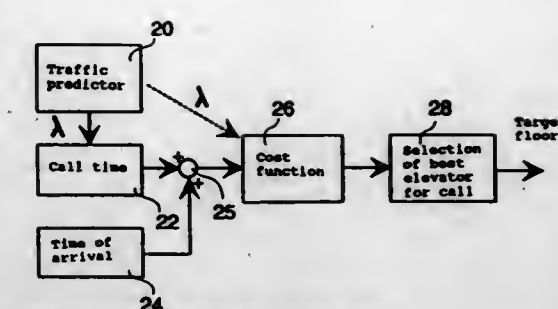 20
Traffic
predictor
λ
λ
26
28
Target
floor
Call time
+
+
25
Cost
function
Selection
of best
elevator
for call
22
Time of
arrival
24